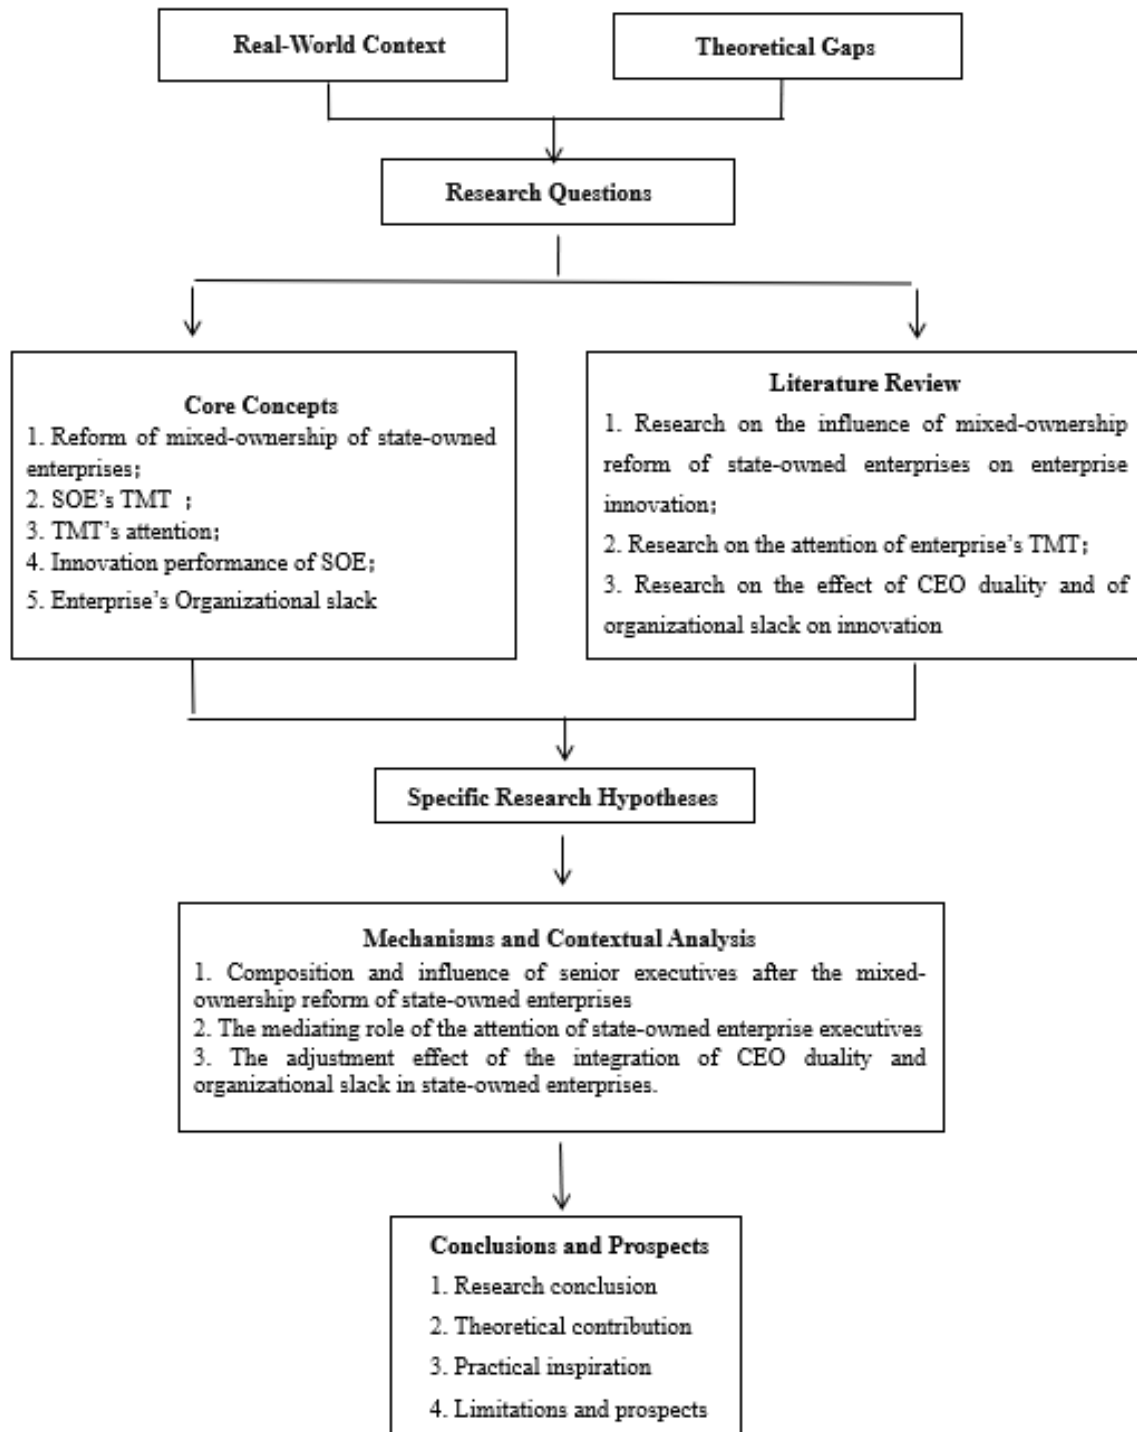 Real-World Context
Theoretical Gaps
Research Questions
Core Concepts
1. Reform of mixed-ownership of state-owned
enterprises;
2. SOE's TMT ;
3. TMT's attention;
4. Innovation performance of SOE;
5. Enterprise's Organizational slack
Literature Review
1. Research on the influence of mixed-ownership
reform of state-owned enterprises on enterprise
innovation;
2. Research on the attention of enterprise's TMT;
3. Research on the effect of CEO duality and of
organizational slack on innovation
Specific Research Hypotheses
Mechanisms and Contextual Analysis
1. Composition and influence of senior executives after the mixed-
ownership reform of state-owned enterprises
2. The mediating role of the attention of state-owned enterprise executives
3. The adjustment effect of the integration of CEO duality and
organizational slack in state-owned enterprises.
Conclusions and Prospects
1. Research conclusion
2. Theoretical contribution
3. Practical inspiration
4. Limitations and prospects